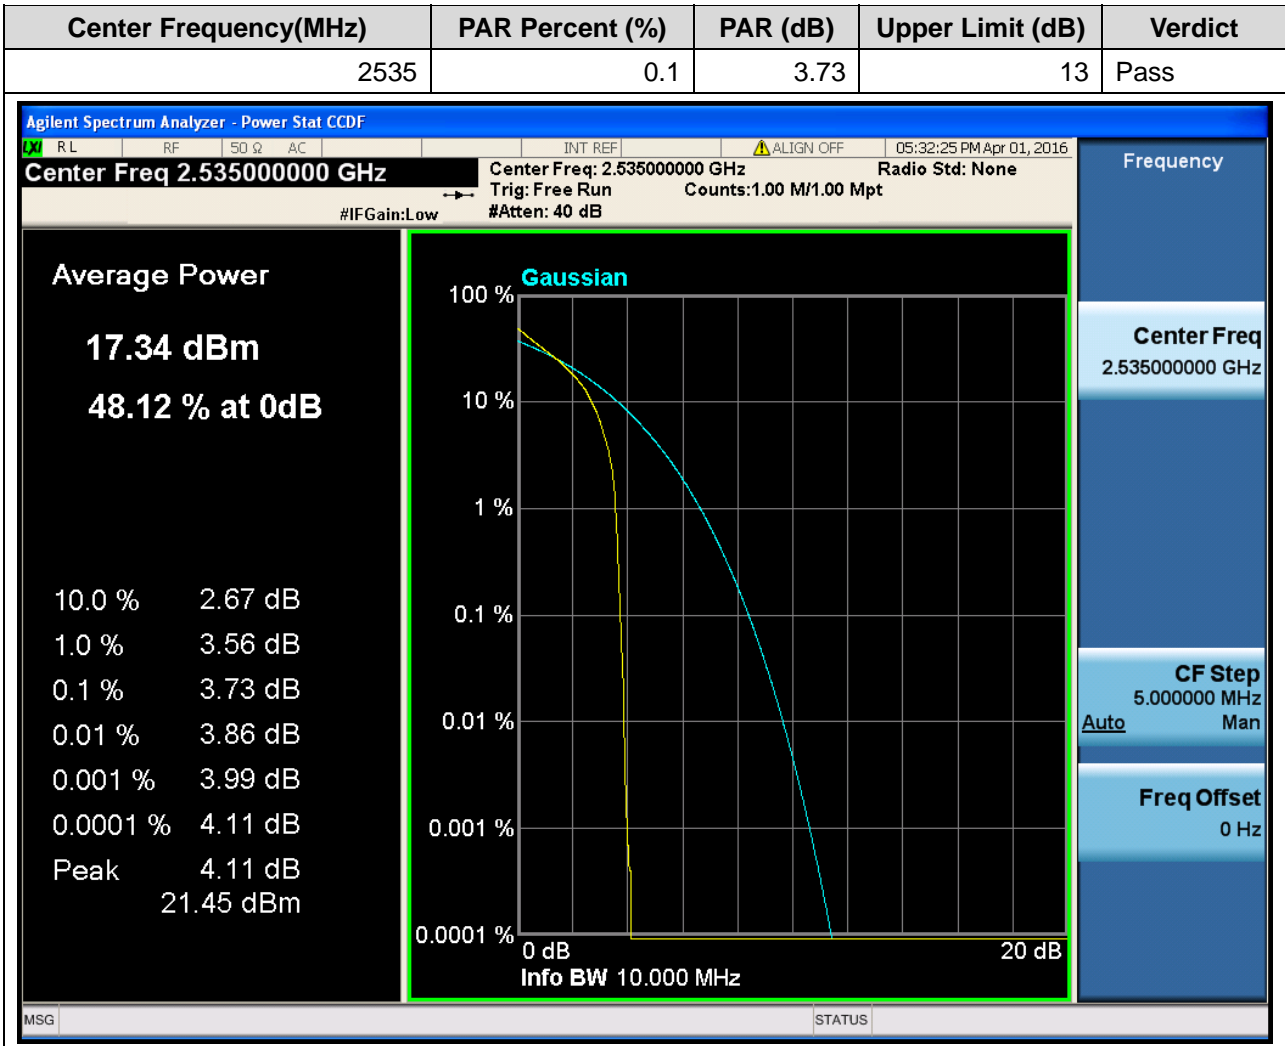 Center Frequency(MHz) PAR Percent (%) PAR (dB) Upper Limit (dB) Verdict
2535 0.1 3.73 13 Pass
Agilent Spectrum Analyzer - Power Stat CCDF
LXI RL RF 50 Ω AC INT REF ALIGN OFF 05:32:25 PM Apr 01, 2016
Center Freq 2.535000000 GHz
Center Freq: 2.535000000 GHz Radio Std: None
Trig: Free Run Counts:1.00 M/1.00 Mpt
#IFGain:Low #Atten: 40 dB
Average Power
17.34 dBm
48.12 % at 0dB
10.0 % 2.67 dB
1.0 % 3.56 dB
0.1 % 3.73 dB
0.01 % 3.86 dB
0.001 % 3.99 dB
0.0001 % 4.11 dB
Peak 4.11 dB
21.45 dBm
Gaussian
100 %
10 %
1 %
0.1 %
0.01 %
0.001 %
0.0001 %
0 dB 20 dB
Info BW 10.000 MHz
Frequency
Center Freq
2.535000000 GHz
CF Step
5.000000 MHz
Auto Man
Freq Offset
0 Hz
MSG STATUS